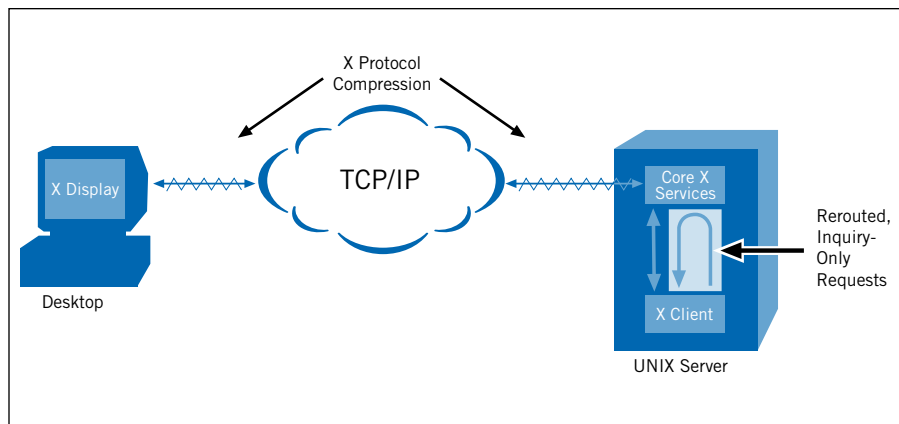 X Protocol
Compression
TCP/IP
X Display
Core X
Services
Rerouted,
Inquiry-
Only
Requests
X Client
Desktop
UNIX Server